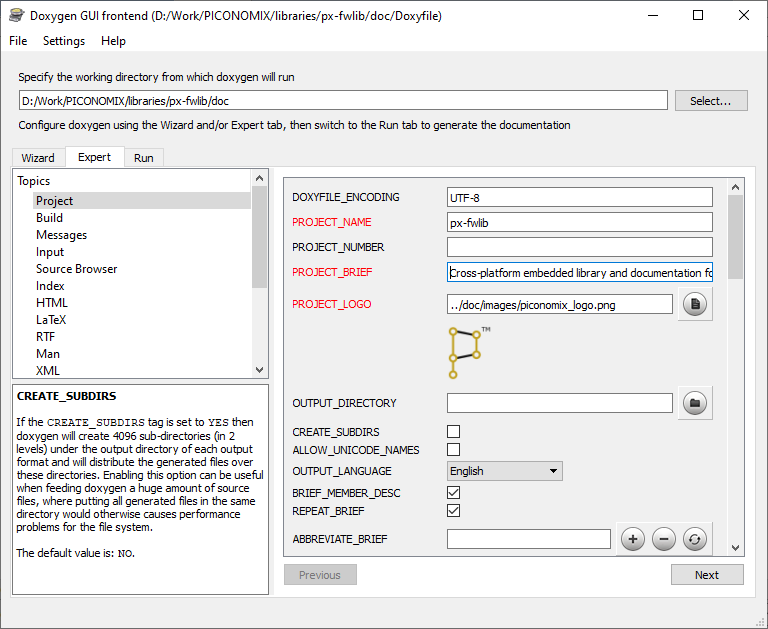 Doxygen GUI frontend (D:/Work/PICONOMIX/libraries/px-fwlib/doc/Doxyfile)
File Settings Help
Specify the working directory from which doxygen will run
D:/Work/PICONOMIX/libraries/px-fwlib/doc
Select...
Configure doxygen using the Wizard and/or Expert tab, then switch to the Run tab to generate the documentation
Wizard Expert Run
Topics
Project
Build
Messages
Input
Source Browser
Index
HTML
LaTeX
RTF
Man
XML
CREATE_SUBDIRS
If the CREATE_SUBDIRS tag is set to YES then
doxygen will create 4096 sub-directories (in 2
levels) under the output directory of each output
format and will distribute the generated files over
these directories. Enabling this option can be useful
when feeding doxygen a huge amount of source
files, where putting all generated files in the same
directory would otherwise causes performance
problems for the file system.
The default value is: NO.
DOXYFILE_ENCODING UTF-8
PROJECT_NAME px-fwlib
PROJECT_NUMBER
PROJECT_BRIEF Cross-platform embedded library and documentation fo
PROJECT_LOGO ../doc/images/piconomix_logo.png
TM
OUTPUT_DIRECTORY
CREATE_SUBDIRS
ALLOW_UNICODE_NAMES
OUTPUT_LANGUAGE English
BRIEF_MEMBER_DESC
REPEAT_BRIEF
ABBREVIATE_BRIEF
Previous
Next